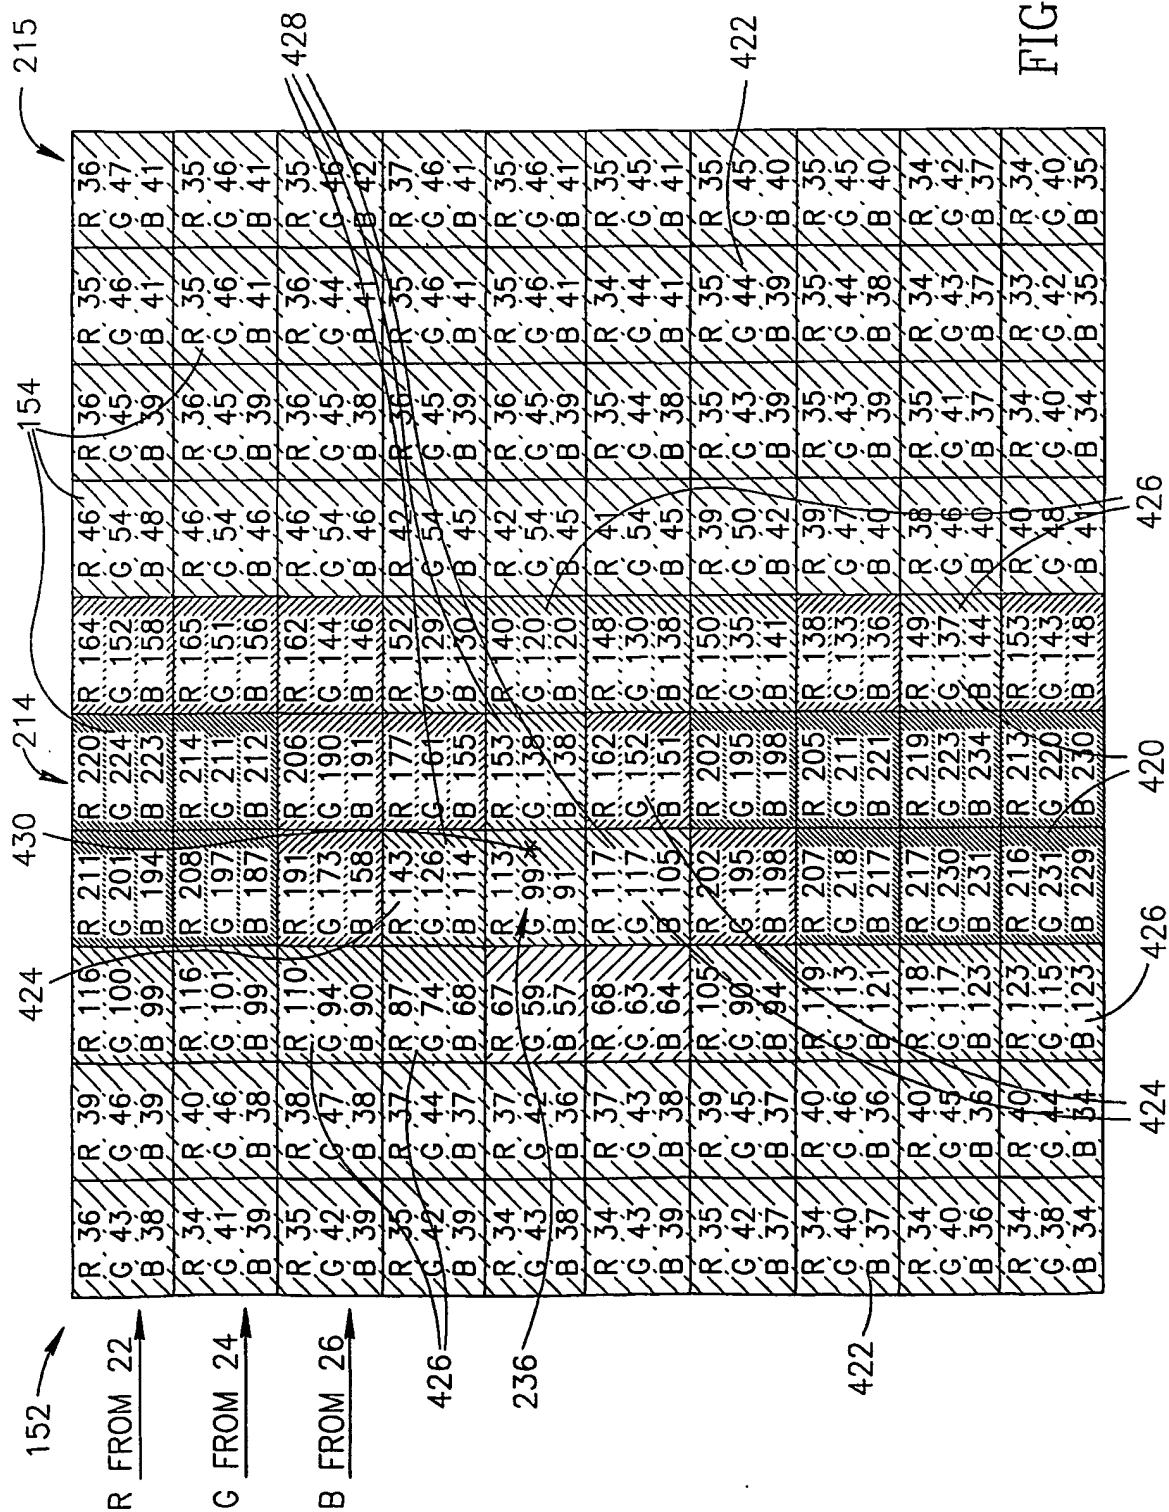 152 424 430 214 154 215
R FROM 22
R 36 R 39 R 116 R 211 R 220 R 164 R 46 R 36 R 35 R 36
G 43 G 46 G 100 G 201 G 224 G 152 G 54 G 45 G 46 G 47
B 38 B 39 B 99 B 194 B 223 B 158 B 48 B 39 B 41 B 41
G FROM 24
R 34 R 40 R 116 R 208 R 214 R 165 R 46 R 36 R 35 R 35
G 41 G 46 G 101 G 197 G 211 G 151 G 54 G 45 G 46 G 46
B 39 B 38 B 99 B 187 B 212 B 156 B 46 B 39 B 41 B 41
428
B FROM 26
R 35 R 38 R 110 R 191 R 206 R 162 R 46 R 36 R 36 R 35
G 42 G 47 G 94 G 173 G 190 G 144 G 54 G 45 G 44 G 46
B 39 B 38 B 90 B 158 B 191 B 146 B 46 B 38 B 41 B 42
R 35 R 37 R 87 R 143 R 177 R 152 R 42 R 36 R 35 R 37
G 42 G 44 G 74 G 126 G 161 G 129 G 54 G 45 G 46 G 46
B 39 B 37 B 68 B 114 B 155 B 130 B 45 B 39 B 41 B 41
426
R 34 R 37 R 67 R 113 R 153 R 140 R 42 R 36 R 35 R 35
G 43 G 42 G 59 G 99 G 138 G 120 G 54 G 45 G 46 G 46
B 38 B 36 B 57 B 91 B 138 B 120 B 45 B 39 B 41 B 41
236
R 34 R 37 R 68 R 117 R 162 R 148 R 41 R 35 R 34 R 35
G 43 G 43 G 63 G 117 G 152 G 130 G 54 G 44 G 44 G 45
B 39 B 38 B 64 B 105 B 151 B 138 B 45 B 38 B 41 B 41
R 35 R 39 R 105 R 202 R 202 R 150 R 39 R 35 R 35 R 35
G 42 G 45 G 90 G 195 G 195 G 135 G 50 G 43 G 44 G 45
B 37 B 37 B 94 B 198 B 198 B 141 B 42 B 39 B 39 B 40
422
R 34 R 40 R 119 R 207 R 205 R 138 R 39 R 35 R 35 R 35
G 40 G 46 G 113 G 218 G 211 G 133 G 47 G 43 G 44 G 45
B 37 B 36 B 121 B 217 B 221 B 136 B 40 B 39 B 38 B 40
422
R 34 R 40 R 118 R 217 R 219 R 149 R 38 R 35 R 34 R 34
G 40 G 45 G 117 G 230 G 223 G 137 G 46 G 41 G 43 G 42
B 36 B 36 B 123 B 231 B 234 B 144 B 40 B 37 B 37 B 37
R 34 R 40 R 123 R 216 R 213 R 153 R 40 R 34 R 33 R 34
G 38 G 44 G 115 G 231 G 220 G 143 G 48 G 40 G 42 G 40
B 34 B 34 B 123 B 229 B 230 B 148 B 41 B 34 B 35 B 35
424 426 420 426
FIG